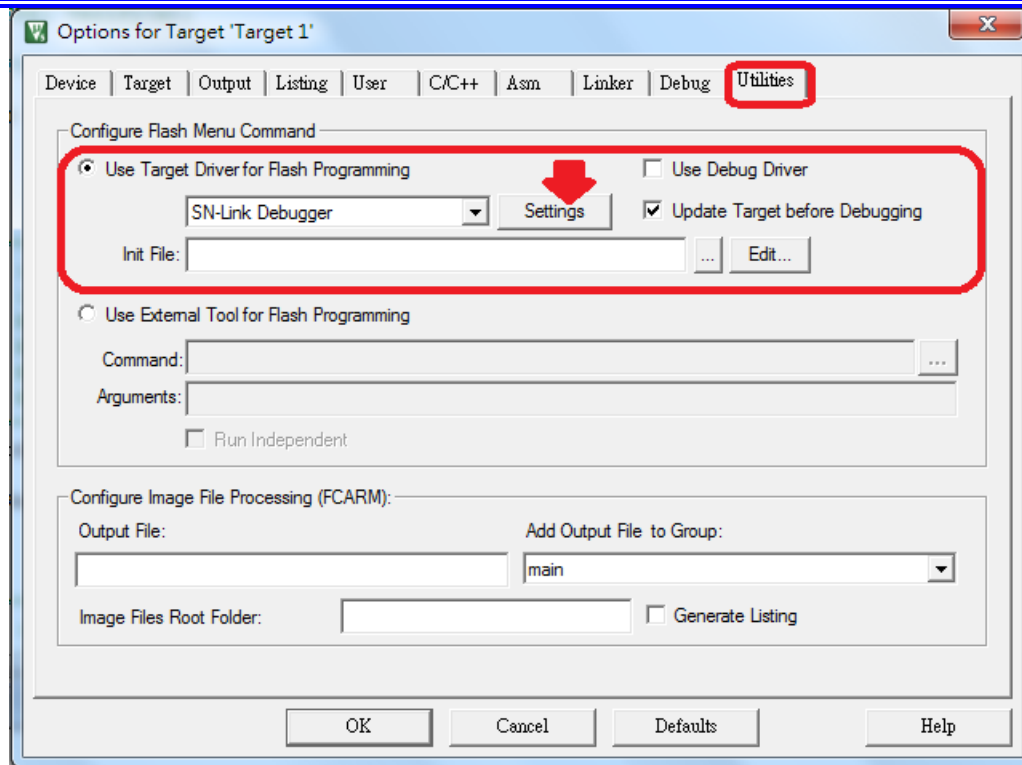 Options for Target 'Target 1'
Device Target Output Listing User C/C++ Asm Linker Debug Utilities
Configure Flash Menu Command
Use Target Driver for Flash Programming Use Debug Driver
SN-Link Debugger Settings Update Target before Debugging
Init File: ... Edit...
Use External Tool for Flash Programming
Command: ...
Arguments:
Run Independent
Configure Image File Processing (FCARM):
Output File: Add Output File to Group:
main
Image Files Root Folder: Generate Listing
OK Cancel Defaults Help